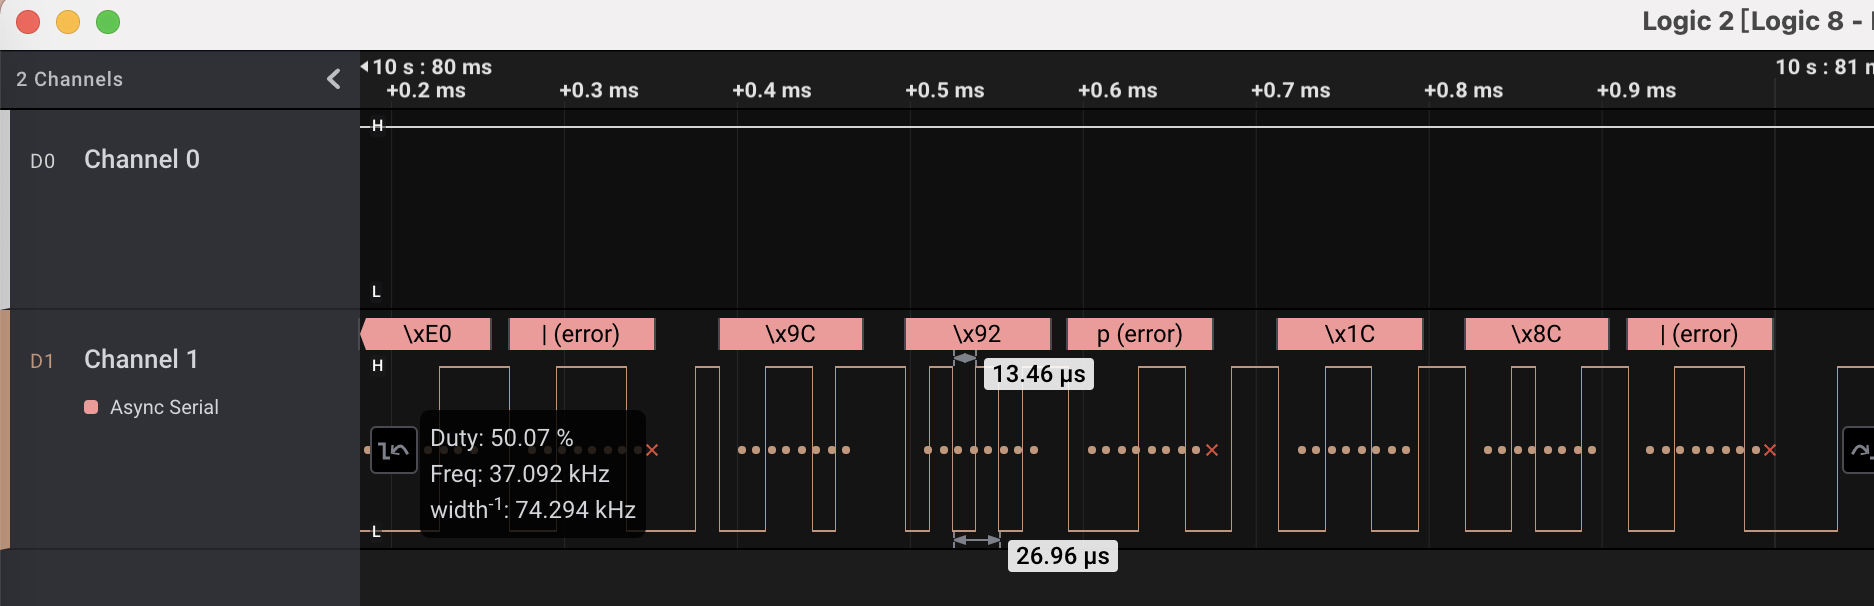 Logic 2 [Logic 8 -
2 Channels
10 s : 80 ms
10 s : 81
+0.2 ms +0.3 ms +0.4 ms +0.5 ms +0.6 ms +0.7 ms +0.8 ms +0.9 ms
H
D0 Channel 0
L
\xE0 | (error) \x9C \x92 p (error) \x1C \x8C | (error)
D1 Channel 1
H
13.46 µs
Async Serial
Duty: 50.07 %
Freq: 37.092 kHz
width⁻¹: 74.294 kHz
L
26.96 µs